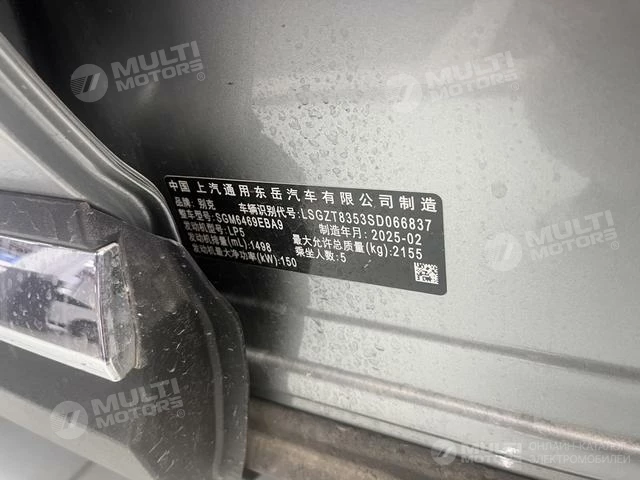 MULTI
MOTORS
MULTI
MOTORS
中国 上汽通用东岳汽车有限公司制造
品牌: 别克 车辆识别代号: LSGZT8353SD066837
整车型号: SGM6469EBA9 制造年月: 2025-02
发动机型号: LP5 最大允许总质量(kg): 2155
发动机排量(mL): 1498 乘坐人数: 5
发动机最大净功率(kW): 150
MULTI
MOTORS
MULTI
MOTORS
MULTI
MOTORS
ОНЛАЙН-КАТАЛОГ
ЭЛЕКТРОМОБИЛЕЙ